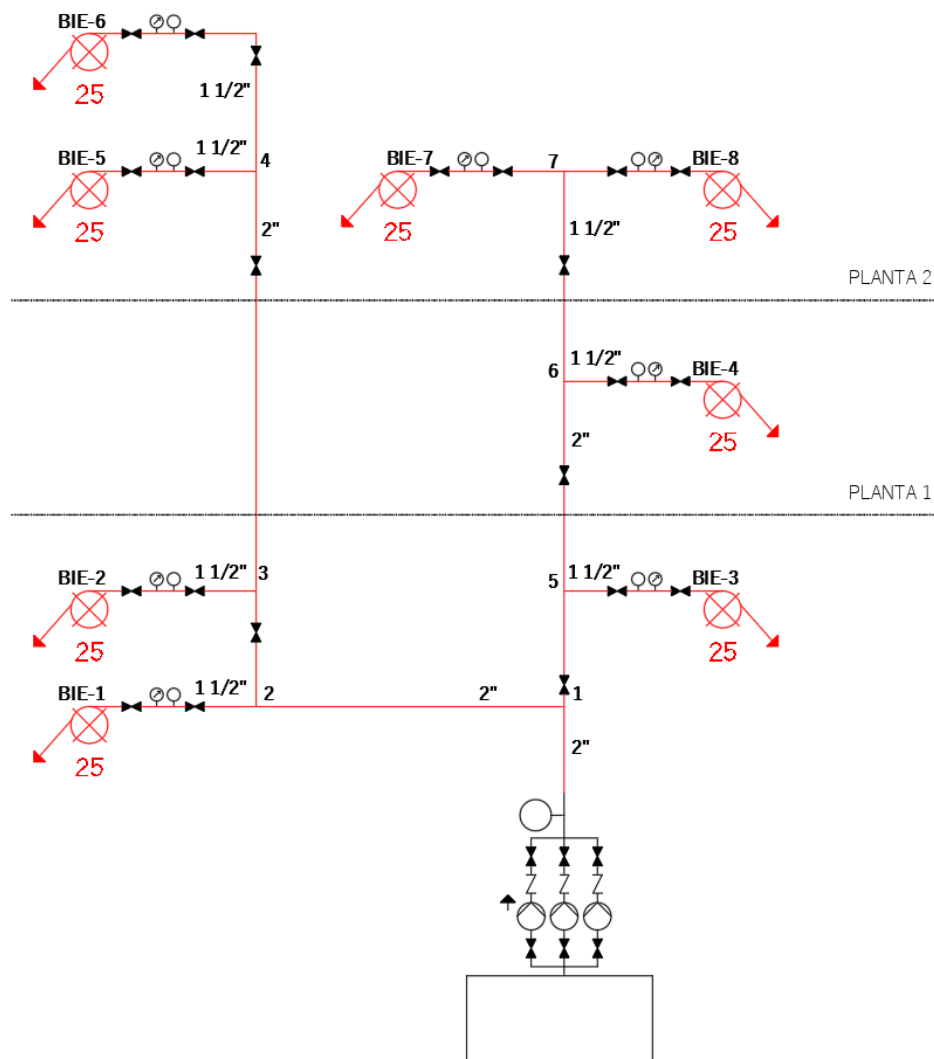 BIE-6
25
1 1/2"
BIE-5
1 1/2"
4
25
2"
BIE-7
7
BIE-8
25
1 1/2"
25
PLANTA 2
6
1 1/2"
BIE-4
25
2"
PLANTA 1
BIE-2
1 1/2"
3
25
5
1 1/2"
BIE-3
25
BIE-1
1 1/2"
2
2"
1
25
2"